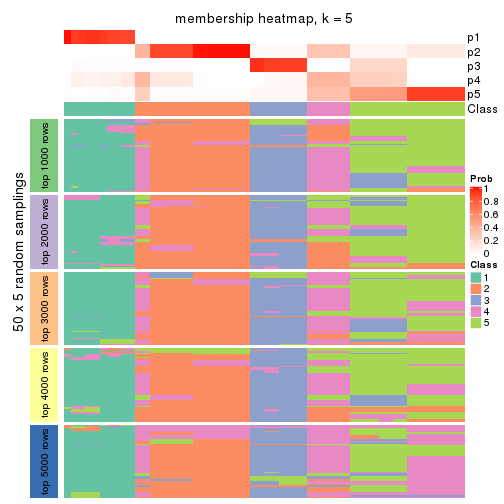 membership heatmap, k = 5
p1
p2
p3
p4
p5
Class
50 x 5 random samplings
top 1000 rows
top 2000 rows
top 3000 rows
top 4000 rows
top 5000 rows
Prob
1
0.8
0.6
0.4
0.2
0
Class
1
2
3
4
5